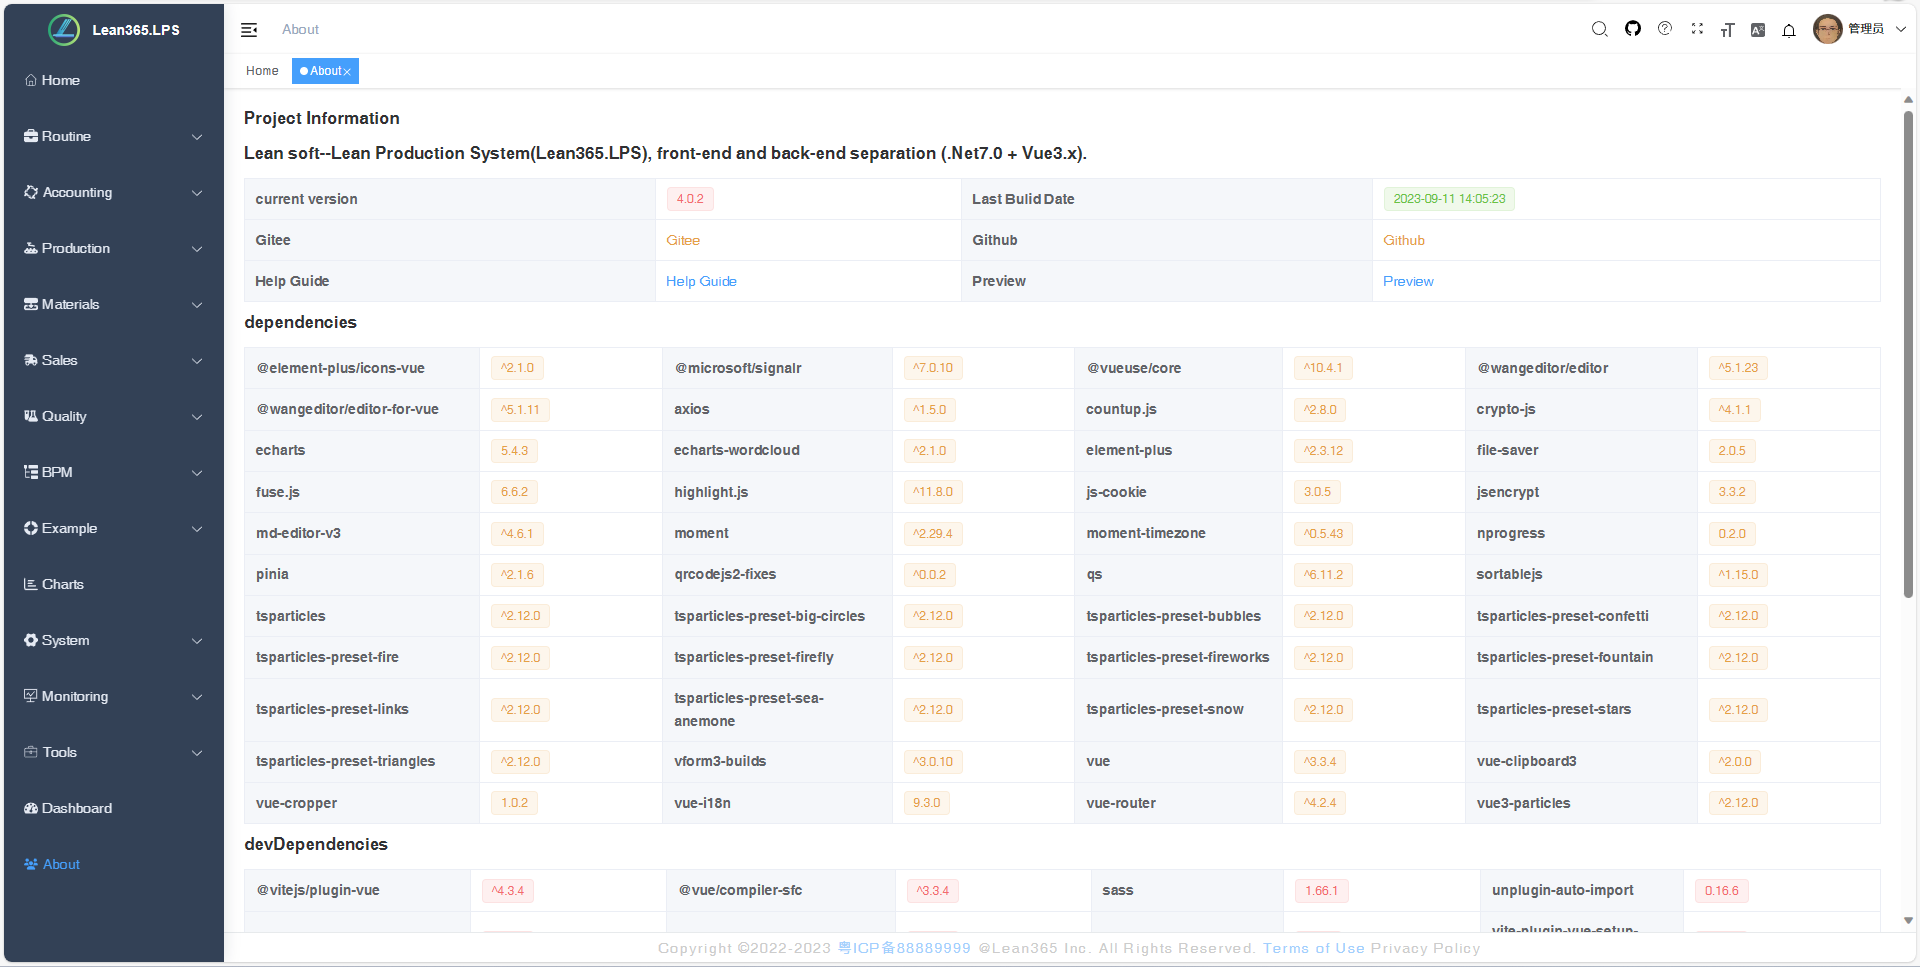 Lean365.LPS
About
管理员
Home
Routine
Accounting
Production
Materials
Sales
Quality
BPM
Example
Charts
System
Monitoring
Tools
Dashboard
About
Home About
Project Information
Lean soft--Lean Production System(Lean365.LPS), front-end and back-end separation (.Net7.0 + Vue3.x).
current version 4.0.2 Last Bulid Date 2023-09-11 14:05:23
Gitee Gitee Github Github
Help Guide Help Guide Preview Preview
dependencies
@element-plus/icons-vue ^2.1.0 @microsoft/signalr ^7.0.10 @vueuse/core ^10.4.1 @wangeditor/editor ^5.1.23
@wangeditor/editor-for-vue ^5.1.11 axios ^1.5.0 countup.js ^2.8.0 crypto-js ^4.1.1
echarts 5.4.3 echarts-wordcloud ^2.1.0 element-plus ^2.3.12 file-saver 2.0.5
fuse.js 6.6.2 highlight.js ^11.8.0 js-cookie 3.0.5 jsencrypt 3.3.2
md-editor-v3 ^4.6.1 moment ^2.29.4 moment-timezone ^0.5.43 nprogress 0.2.0
pinia ^2.1.6 qrcodejs2-fixes ^0.0.2 qs ^6.11.2 sortablejs ^1.15.0
tsparticles ^2.12.0 tsparticles-preset-big-circles ^2.12.0 tsparticles-preset-bubbles ^2.12.0 tsparticles-preset-confetti ^2.12.0
tsparticles-preset-fire ^2.12.0 tsparticles-preset-firefly ^2.12.0 tsparticles-preset-fireworks ^2.12.0 tsparticles-preset-fountain ^2.12.0
tsparticles-preset-links ^2.12.0 tsparticles-preset-sea-
anemone ^2.12.0 tsparticles-preset-snow ^2.12.0 tsparticles-preset-stars ^2.12.0
tsparticles-preset-triangles ^2.12.0 vform3-builds ^3.0.10 vue ^3.3.4 vue-clipboard3 ^2.0.0
vue-cropper 1.0.2 vue-i18n 9.3.0 vue-router ^4.2.4 vue3-particles ^2.12.0
devDependencies
@vitejs/plugin-vue ^4.3.4 @vue/compiler-sfc ^3.3.4 sass 1.66.1 unplugin-auto-import 0.16.6
vite-plugin-vue-setup-
Copyright ©2022-2023 粤ICP备88889999 @Lean365 Inc. All Rights Reserved. Terms of Use Privacy Policy